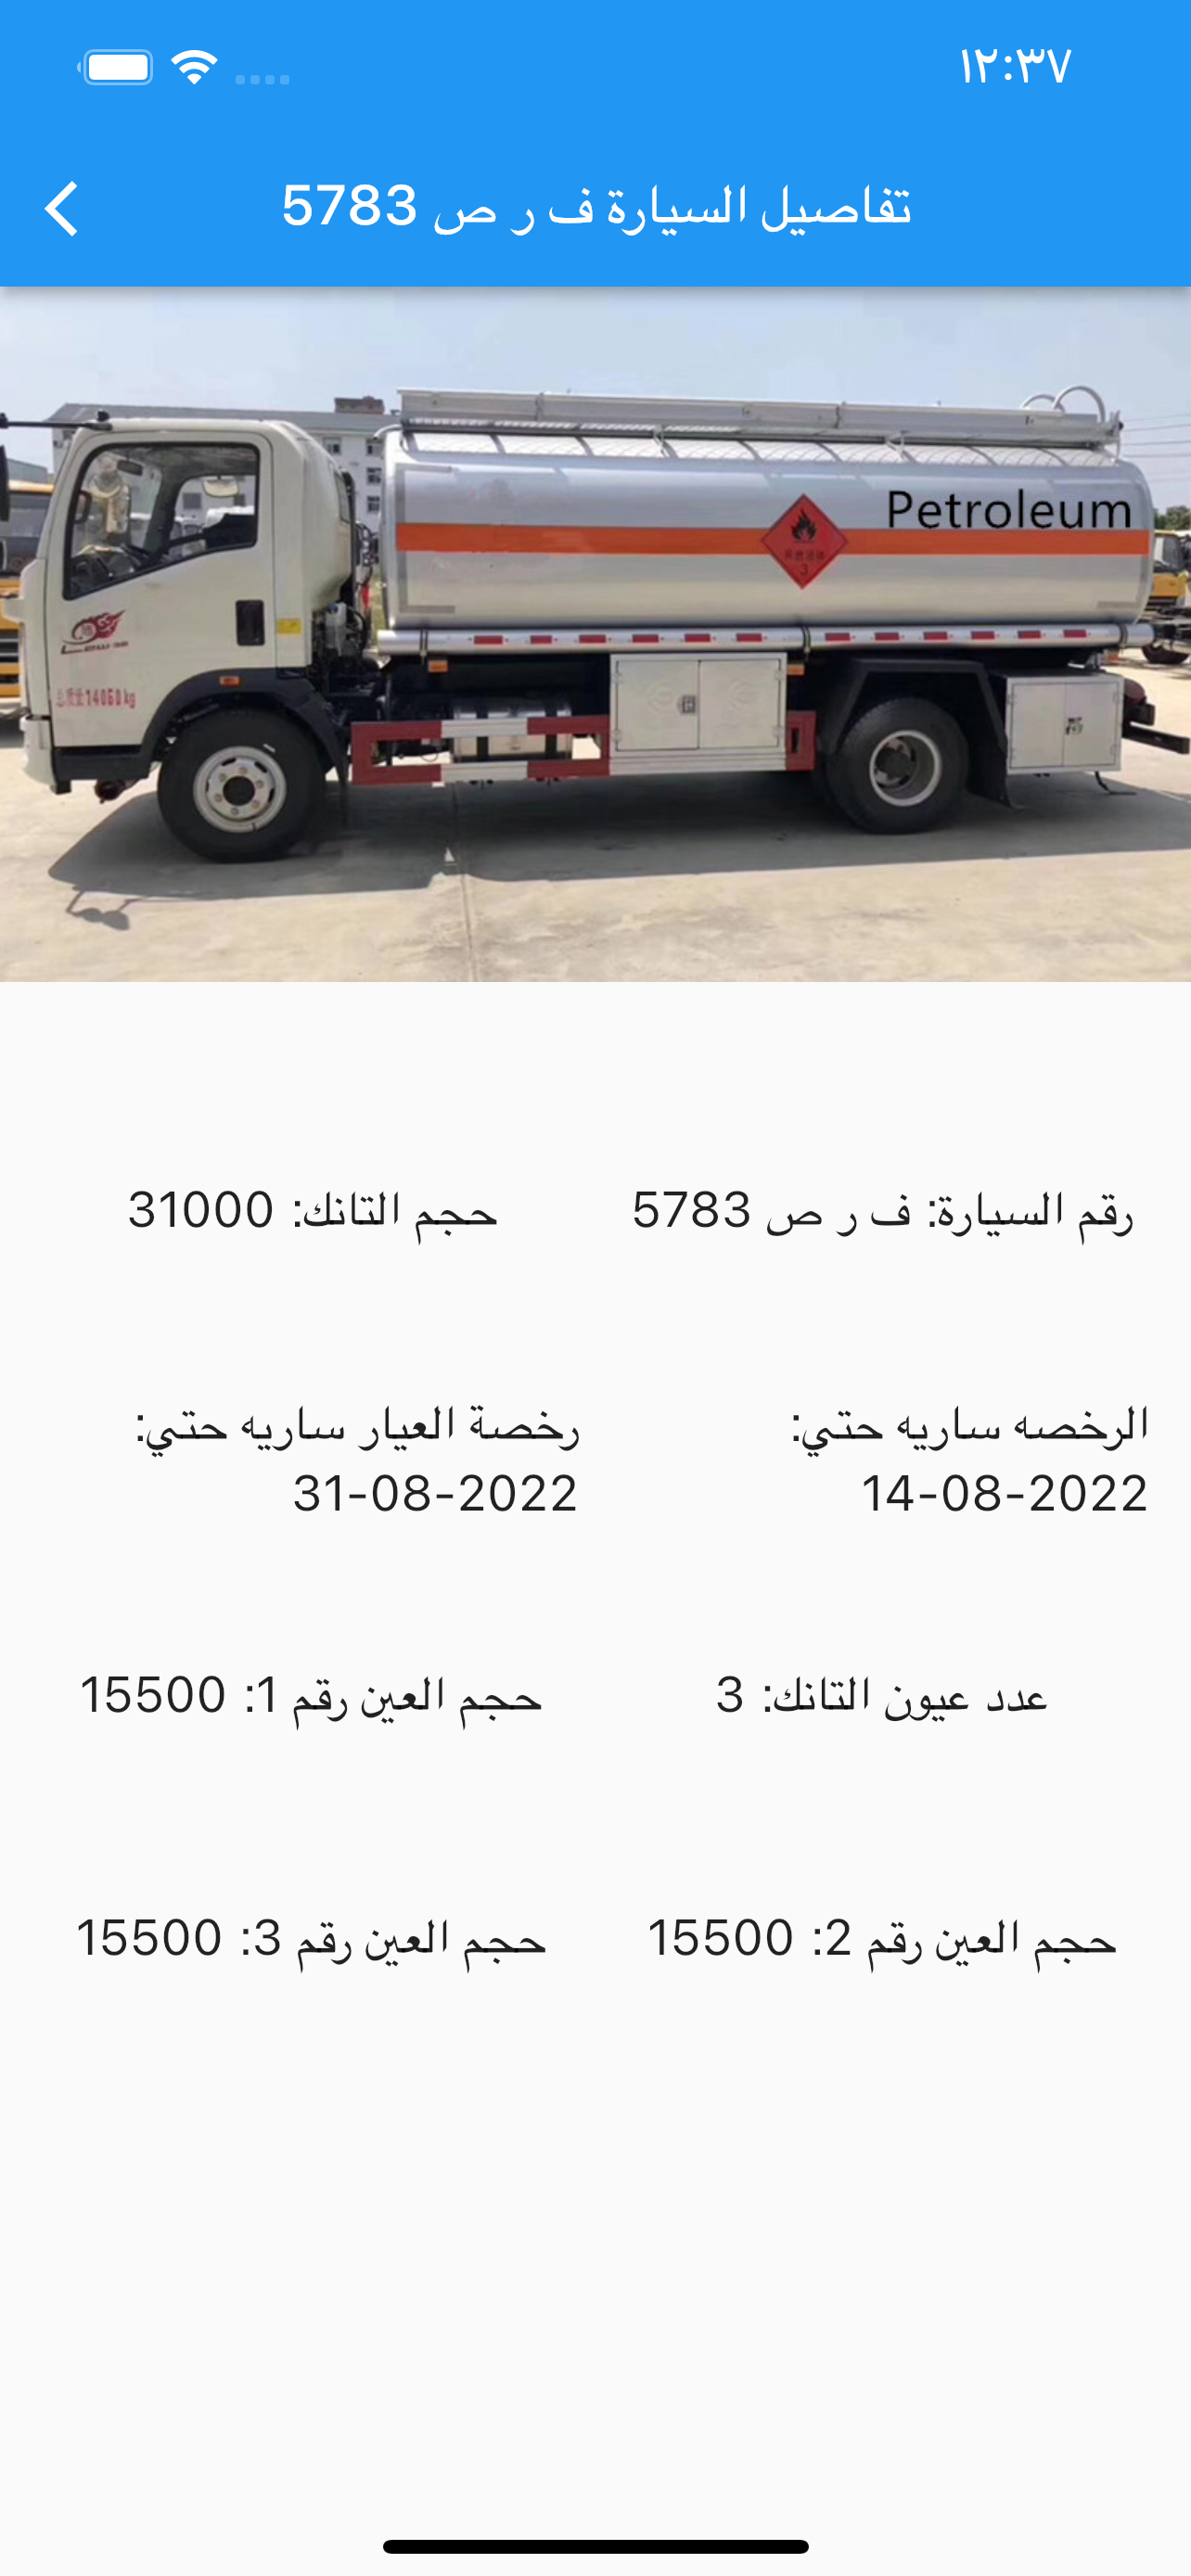 ١٢:٣٧
تفاصيل السيارة ف ر ص 5783
Petroleum
3
14060kg
رقم السيارة: ف ر ص 5783
حجم التانك: 31000
الرخصه ساريه حتي:
14-08-2022
رخصة العيار ساريه حتي:
31-08-2022
عدد عيون التانك: 3
حجم العين رقم 1: 15500
حجم العين رقم 2: 15500
حجم العين رقم 3: 15500